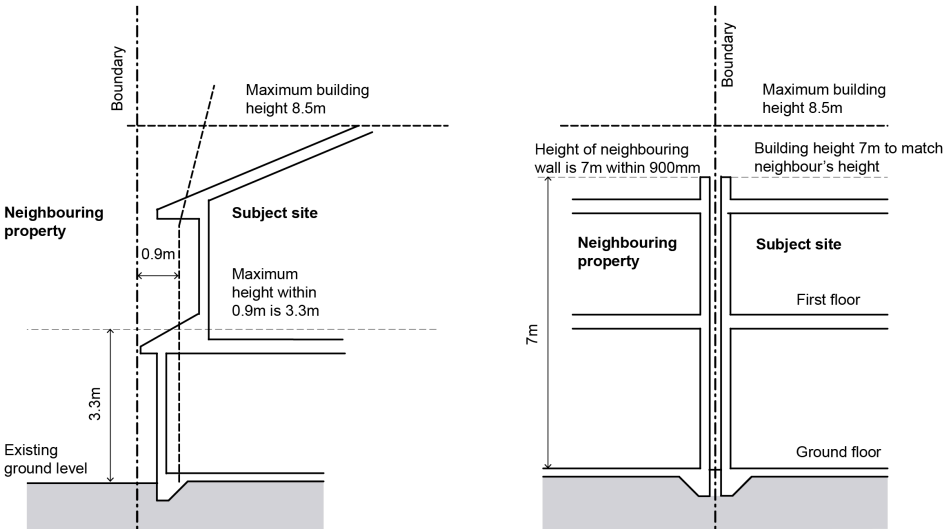 Boundary
Maximum building
height 8.5m
Neighbouring
property
Subject site
0.9m
Maximum
height within
0.9m is 3.3m
3.3m
Existing
ground level
Boundary
Maximum building
height 8.5m
Height of neighbouring
wall is 7m within 900mm
Building height 7m to match
neighbour's height
Neighbouring
property
Subject site
First floor
7m
Ground floor